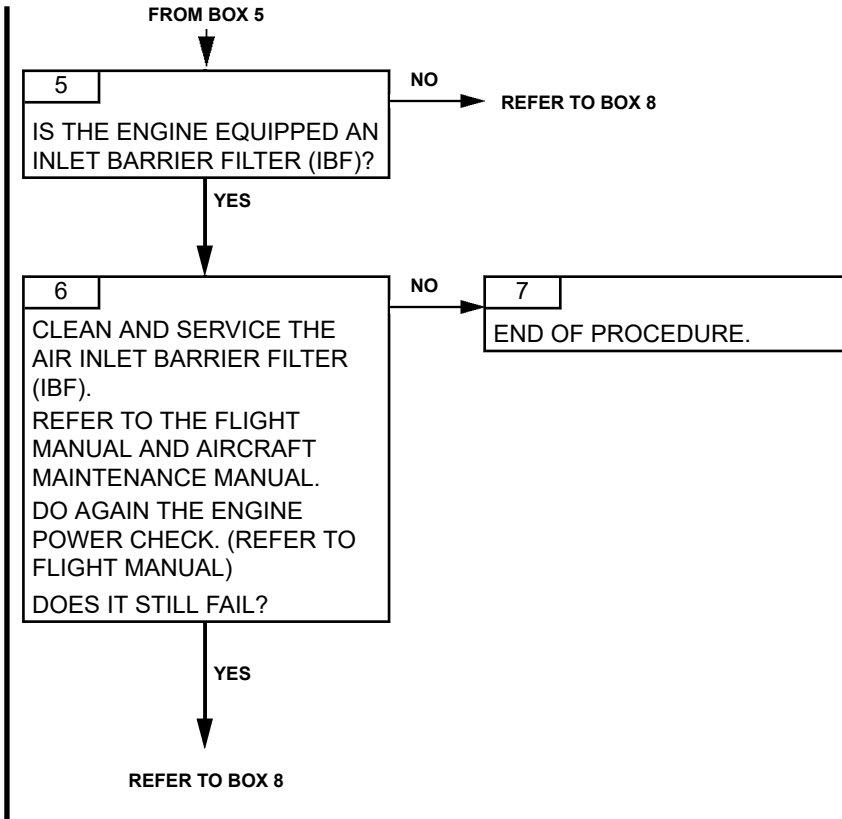 FROM BOX 5
5
NO
REFER TO BOX 8
IS THE ENGINE EQUIPPED AN
INLET BARRIER FILTER (IBF)?
YES
6
NO
7
CLEAN AND SERVICE THE
AIR INLET BARRIER FILTER
(IBF).
END OF PROCEDURE.
REFER TO THE FLIGHT
MANUAL AND AIRCRAFT
MAINTENANCE MANUAL.
DO AGAIN THE ENGINE
POWER CHECK. (REFER TO
FLIGHT MANUAL)
DOES IT STILL FAIL?
YES
REFER TO BOX 8